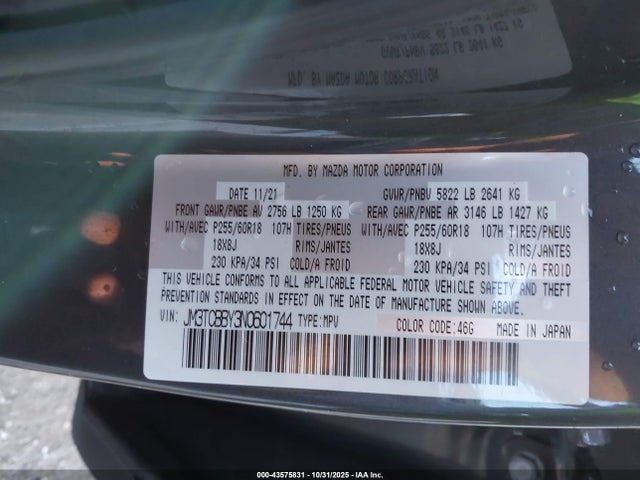 MFD. BY MAZDA MOTOR CORPORATION
DATE 11/21 GVWR/PNBV 5822 LB 2641 KG
FRONT GAWR/PNBE AV 2756 LB 1250 KG REAR GAWR/PNBE AR 3146 LB 1427 KG
WITH/AVEC P255/60R18 107H TIRES/PNEUS WITH/AVEC P255/60R18 107H TIRES/PNEUS
18X8J RIMS/JANTES 18X8J RIMS/JANTES
230 KPA/34 PSI COLD/A FROID 230 KPA/34 PSI COLD/A FROID
THIS VEHICLE CONFORMS TO ALL APPLICABLE FEDERAL MOTOR VEHICLE SAFETY AND THEFT
PREVENTION STANDARDS IN EFFECT ON THE DATE OF MANUFACTURE SHOWN ABOVE.
VIN: JM3TCBBY3N0601744 TYPE:MPV COLOR CODE:46G MADE IN JAPAN
000-43575831 - 10/31/2025 - IAA Inc.